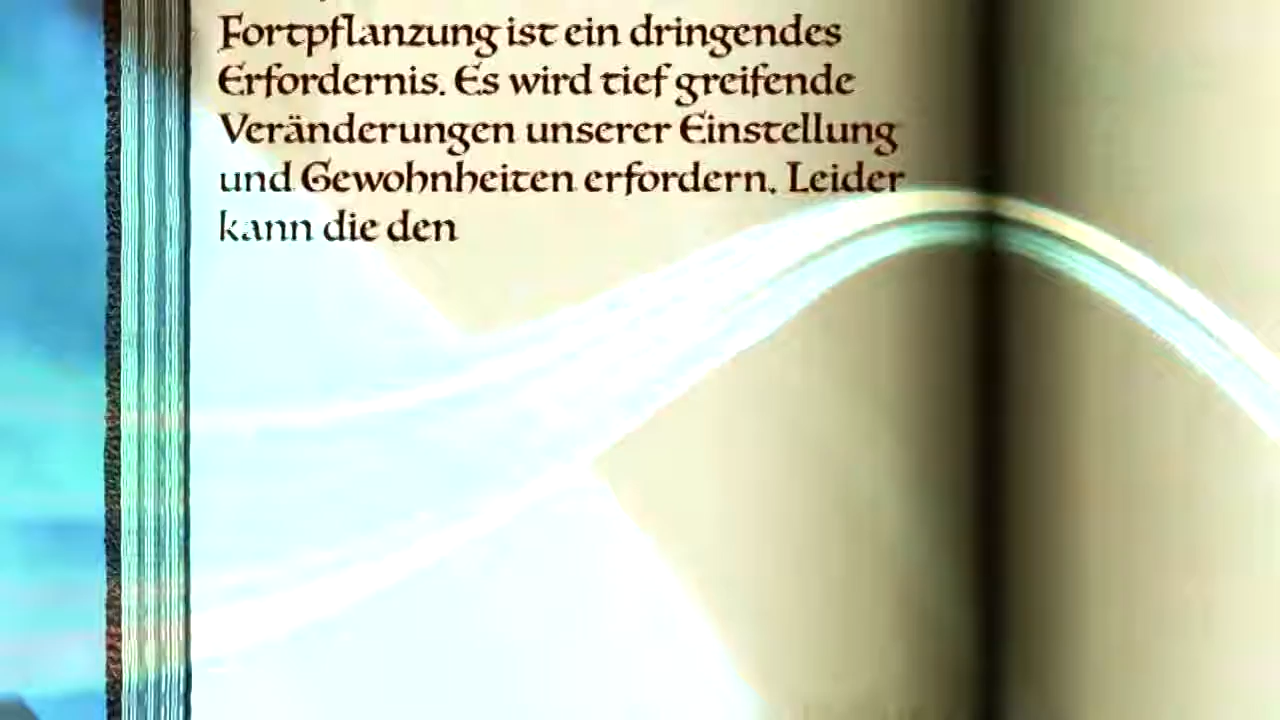 Fortpflanzung ist ein dringendes
Erfordernis. Es wird tief greifende
Veränderungen unserer Einstellung
und Gewohnheiten erfordern. Leider
kann die den